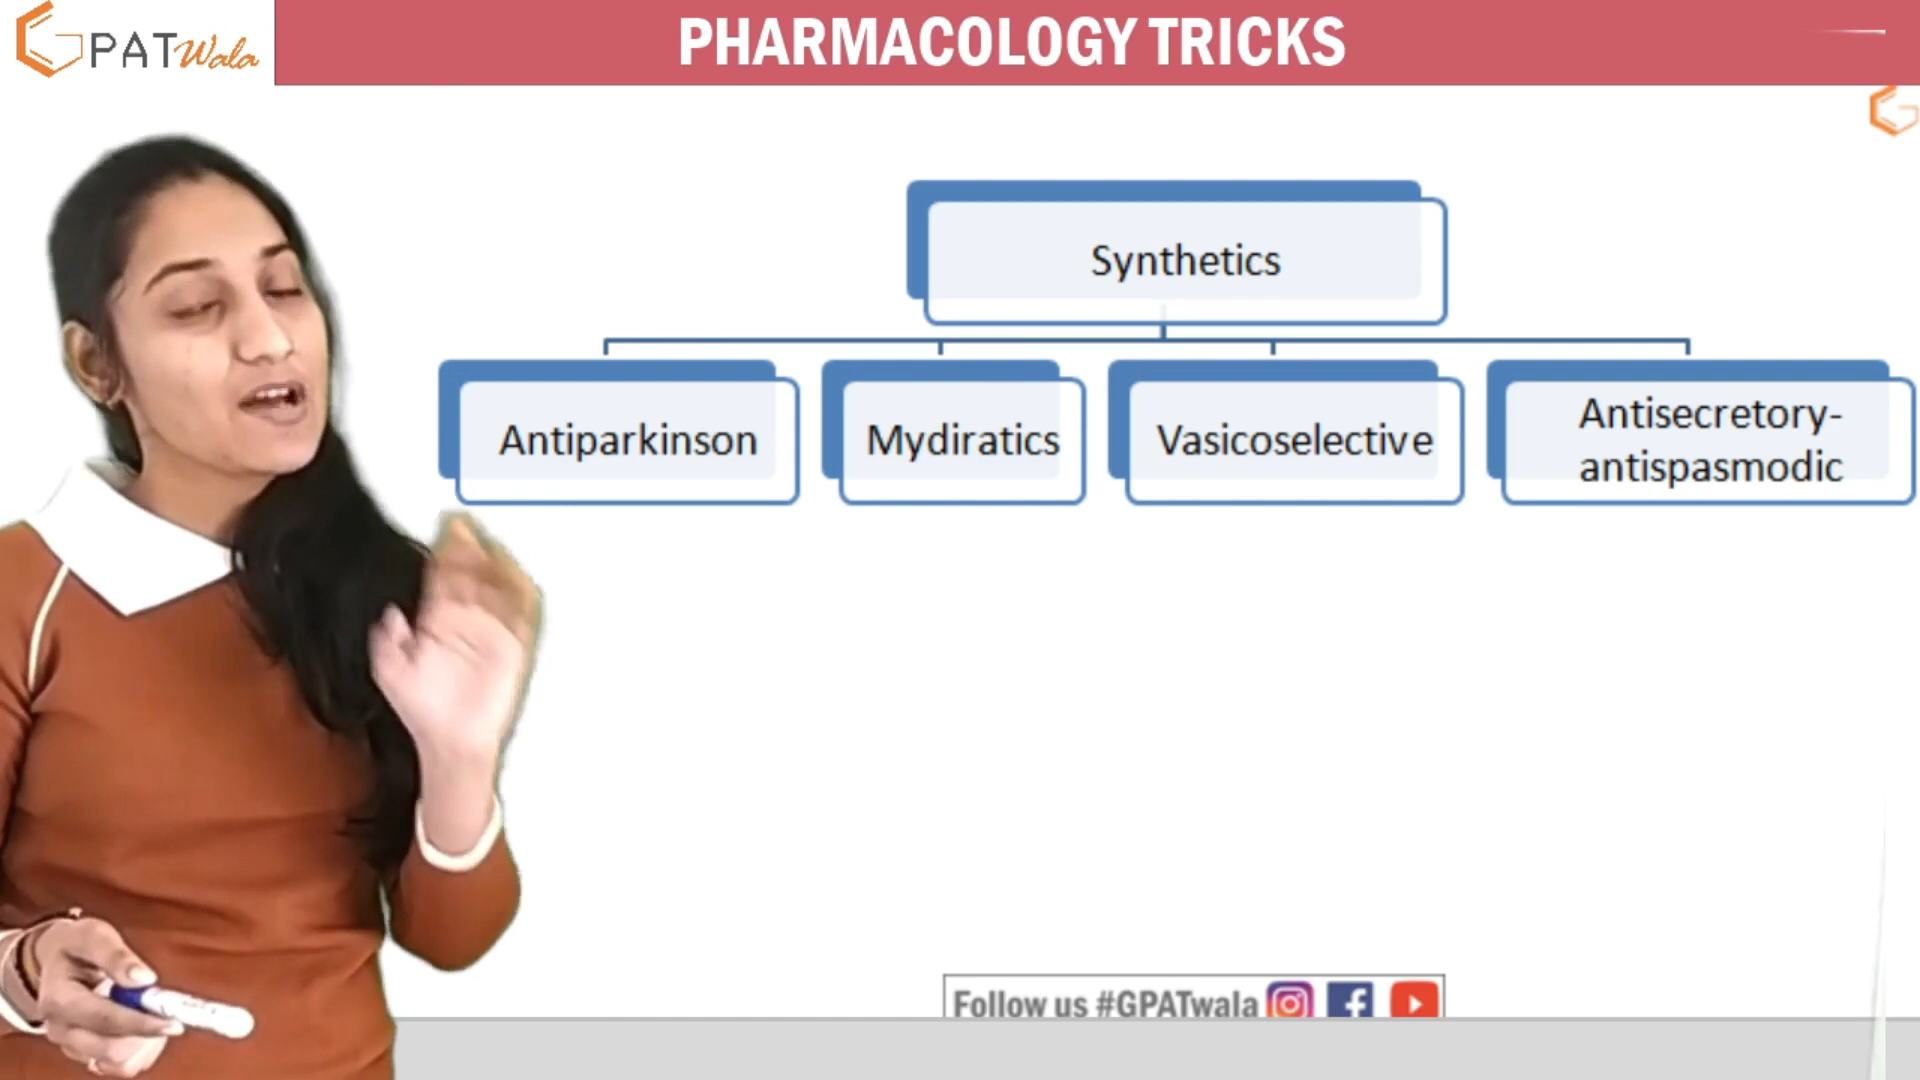 GPATWala
PHARMACOLOGY TRICKS
Synthetics
Antiparkinson
Mydiratics
Vasicoselective
Antisecretory-
antispasmodic
Follow us #GPATwala